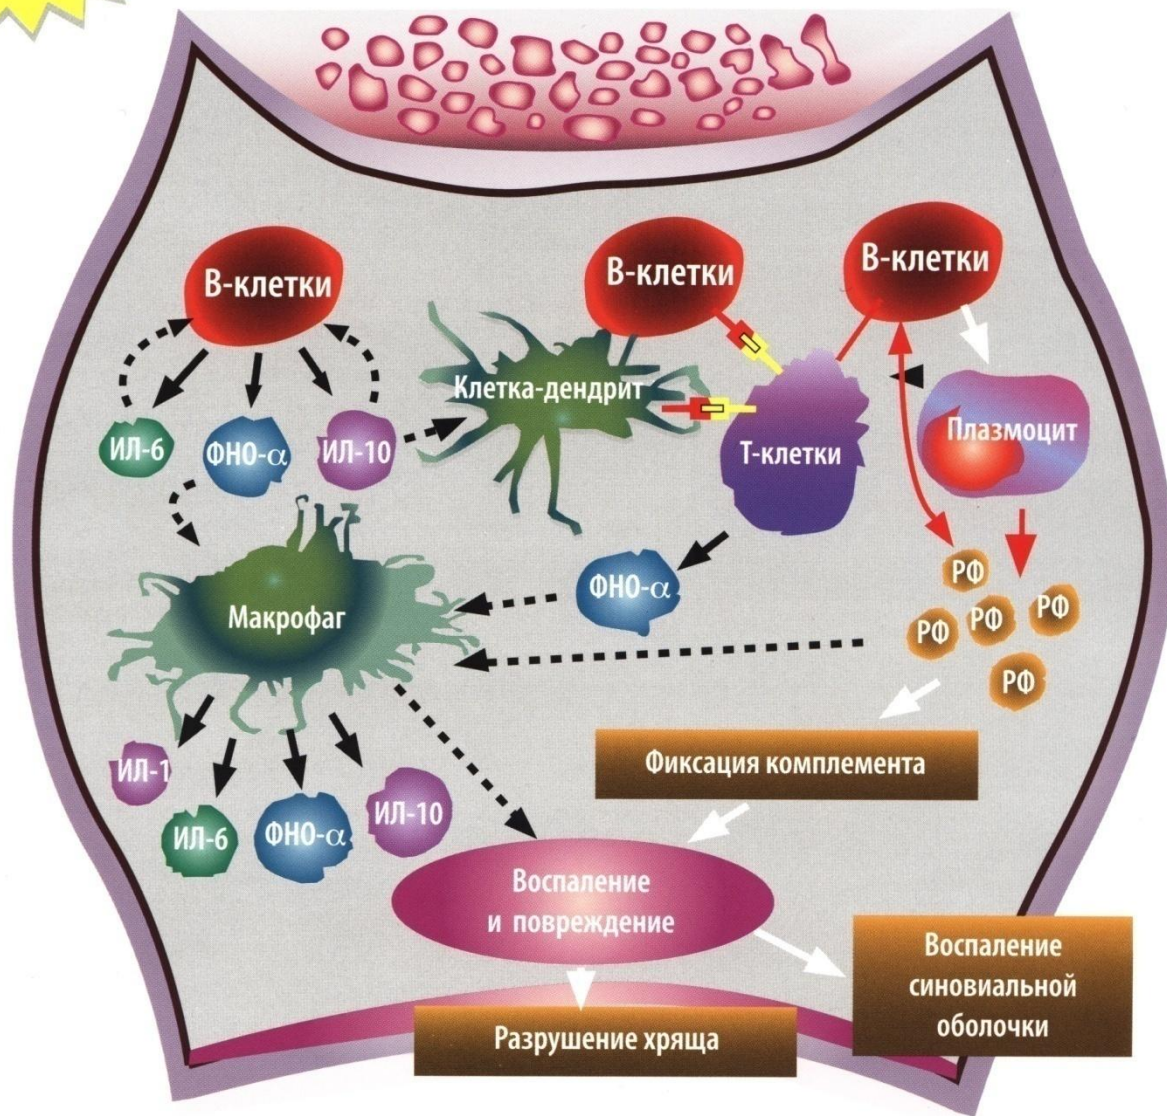 В-клетки
В-клетки
В-клетки
Клетка-дендрит
ИЛ-6
ФНО-α
ИЛ-10
Т-клетки
Плазмоцит
ФНО-α
Макрофаг
РФ
РФ
РФ
РФ
РФ
Фиксация комплемента
ИЛ-1
ИЛ-6
ФНО-α
ИЛ-10
Воспаление
и повреждение
Воспаление
синовиальной
оболочки
Разрушение хряща